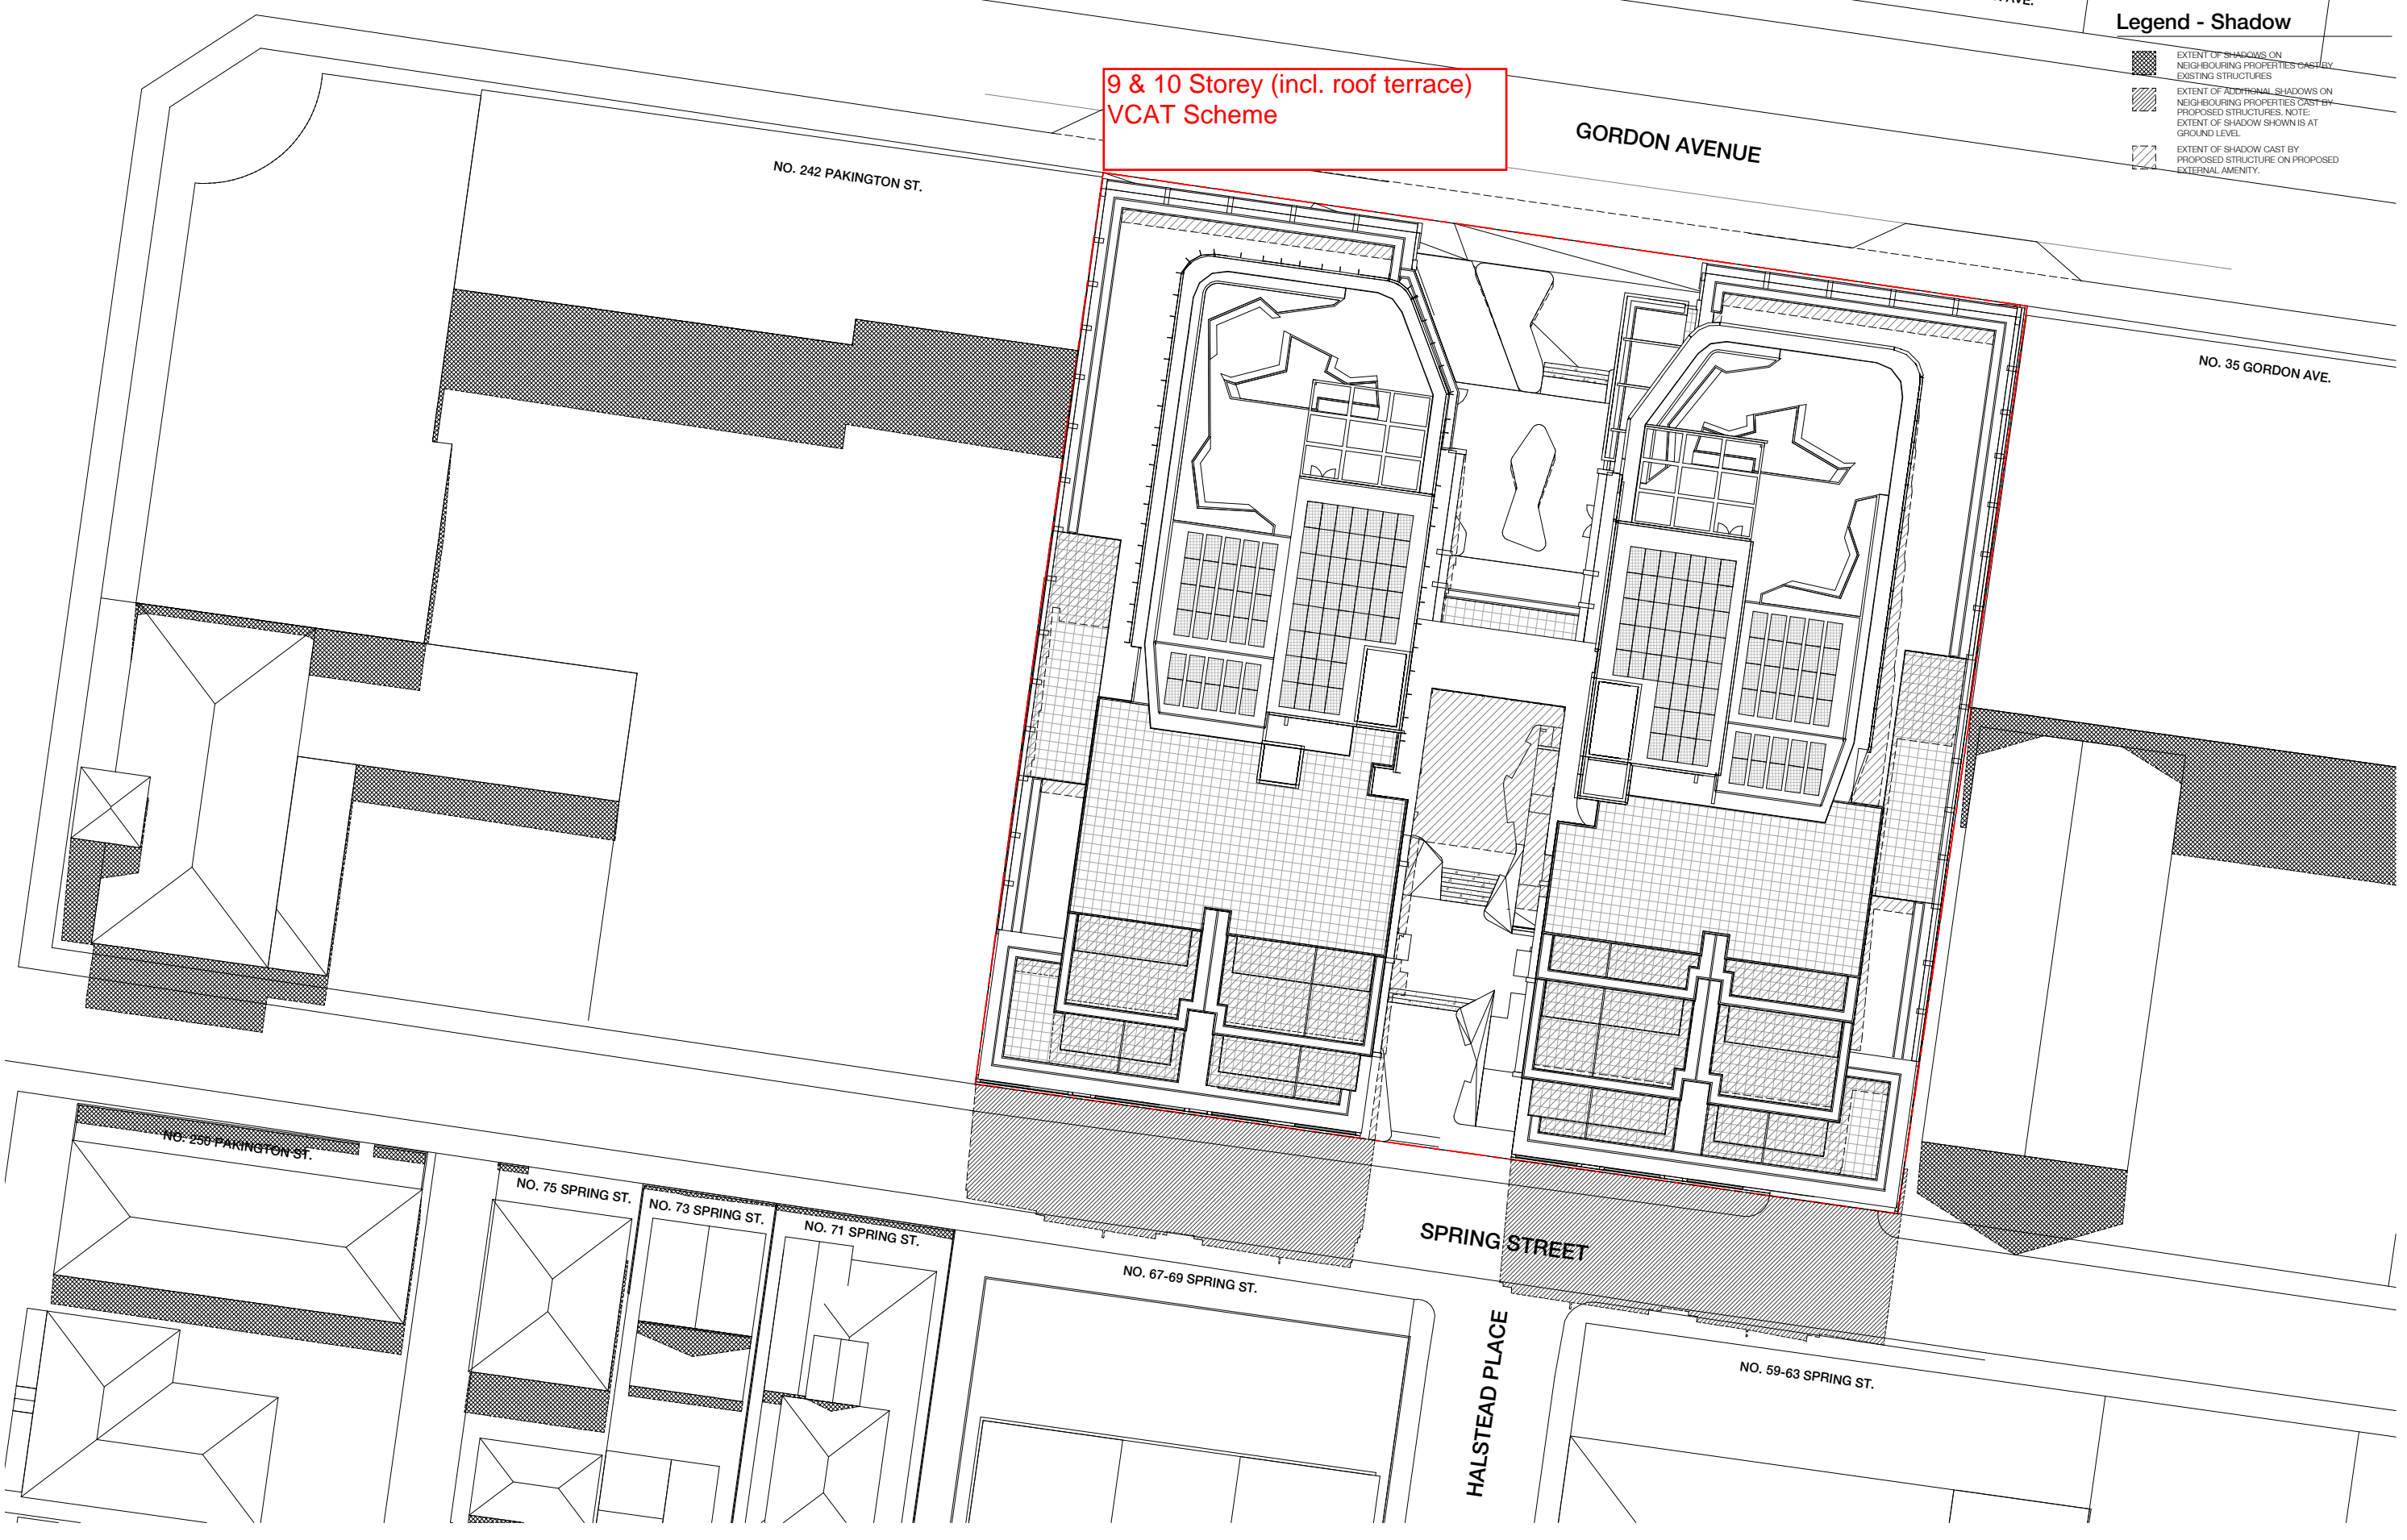 AVE.
Legend - Shadow
EXTENT OF SHADOWS ON
NEIGHBOURING PROPERTIES CAST BY
EXISTING STRUCTURES
EXTENT OF ADDITIONAL SHADOWS ON
NEIGHBOURING PROPERTIES CAST BY
PROPOSED STRUCTURES. NOTE:
EXTENT OF SHADOW SHOWN IS AT
GROUND LEVEL
EXTENT OF SHADOW CAST BY
PROPOSED STRUCTURE ON PROPOSED
EXTERNAL AMENITY.
9 & 10 Storey (incl. roof terrace)
VCAT Scheme
GORDON AVENUE
NO. 242 PAKINGTON ST.
NO. 35 GORDON AVE.
NO. 250 PAKINGTON ST.
NO. 75 SPRING ST.
NO. 73 SPRING ST.
NO. 71 SPRING ST.
SPRING STREET
NO. 67-69 SPRING ST.
HALSTEAD PLACE
NO. 59-63 SPRING ST.